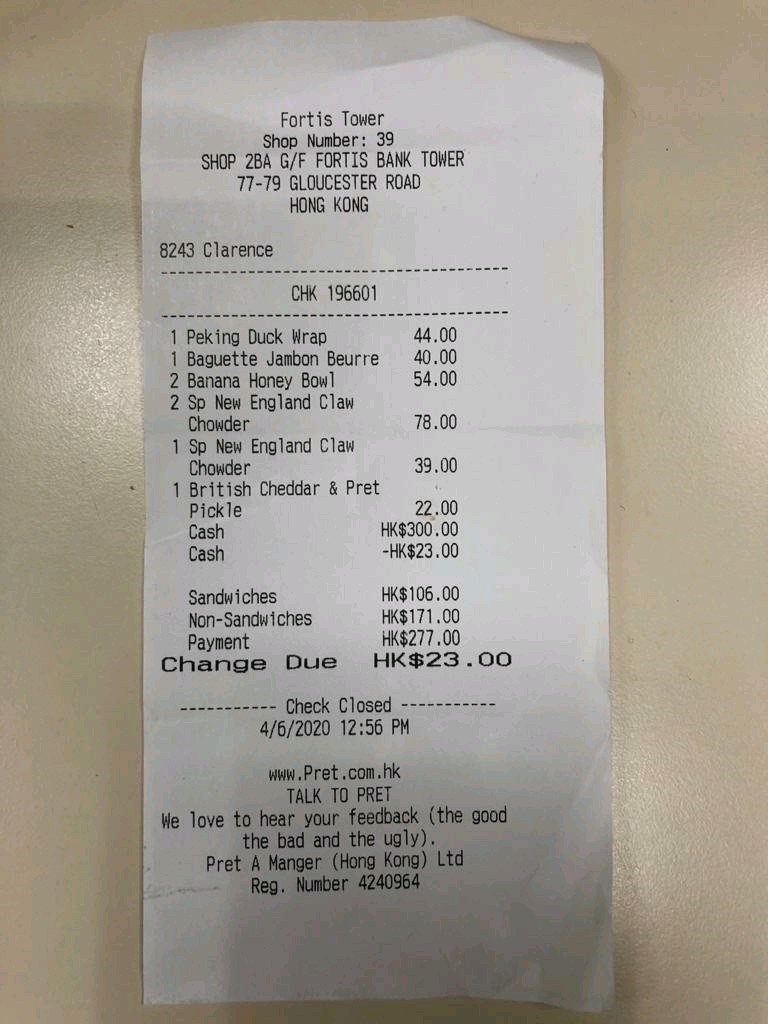 Fortis Tower
Shop Number: 39
SHOP 2BA G/F FORTIS BANK TOWER
77-79 GLOUCESTER ROAD
HONG KONG
8243 Clarence
--------------------------------------
CHK 196601
--------------------------------------
1 Peking Duck Wrap 44.00
1 Baguette Jambon Beurre 40.00
2 Banana Honey Bowl 54.00
2 Sp New England Claw
Chowder 78.00
1 Sp New England Claw
Chowder 39.00
1 British Cheddar & Pret
Pickle 22.00
Cash HK$300.00
Cash -HK$23.00
Sandwiches HK$106.00
Non-Sandwiches HK$171.00
Payment HK$277.00
Change Due HK$23.00
----------- Check Closed -----------
4/6/2020 12:56 PM
www.Pret.com.hk
TALK TO PRET
We love to hear your feedback (the good
the bad and the ugly).
Pret A Manger (Hong Kong) Ltd
Reg. Number 4240964